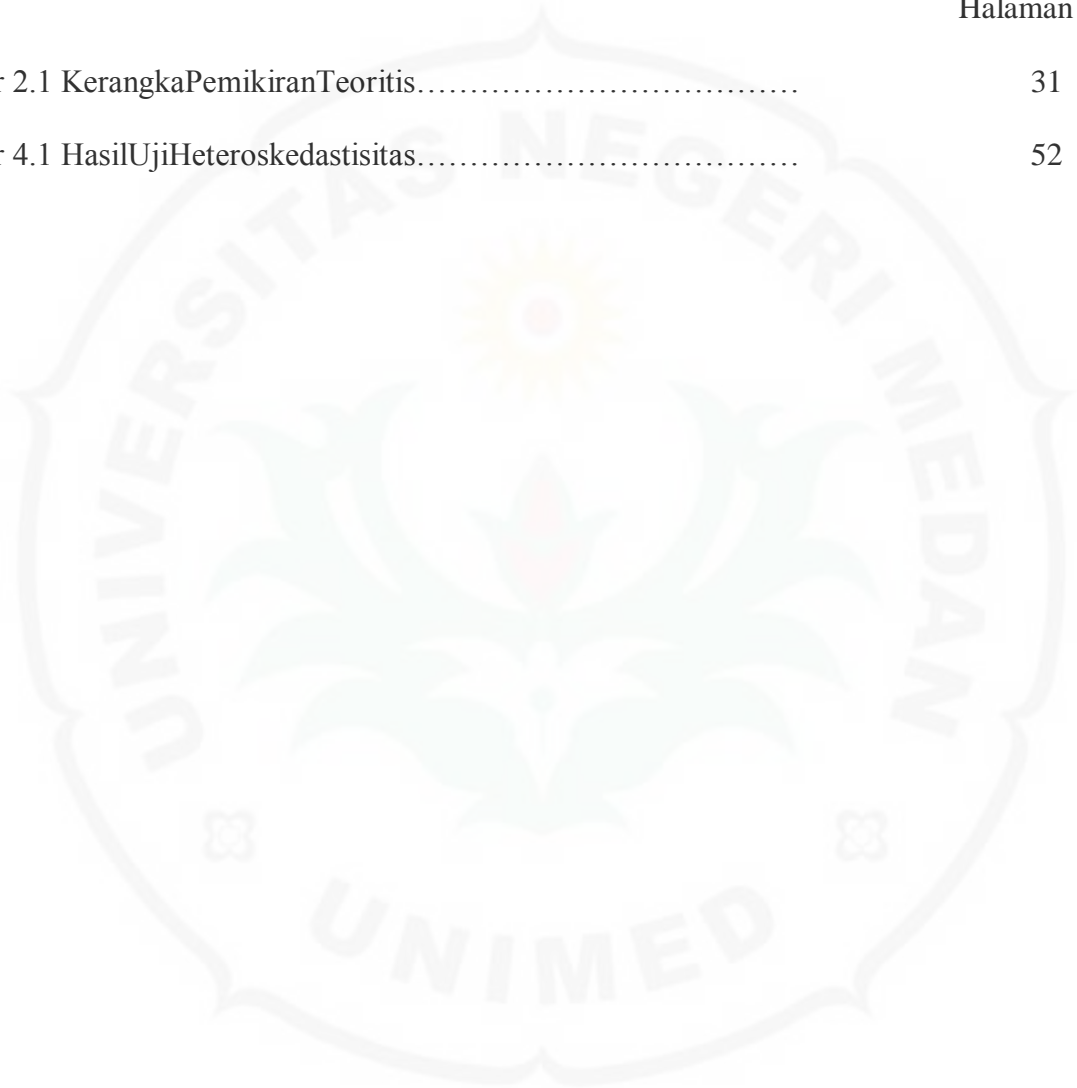 Halaman
r 2.1 KerangkaPemikiranTeoritis……………………………… 31
r 4.1 HasilUjiHeteroskedastisitas……………………………… 52
UNIVERSITAS NEGERI MEDAN
UNIMED